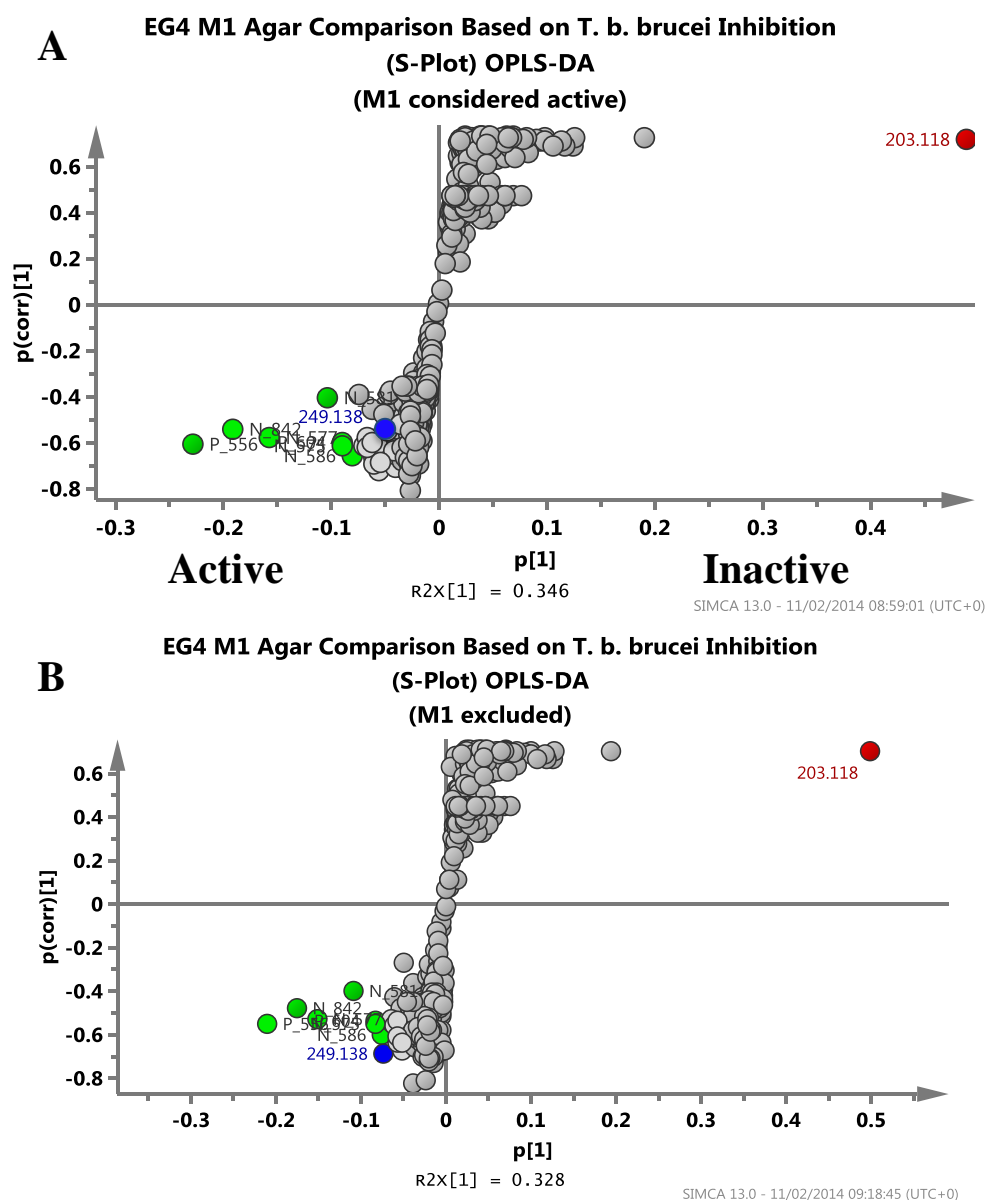 A
EG4 M1 Agar Comparison Based on T. b. brucei Inhibition
(S-Plot) OPLS-DA
(M1 considered active)
203.118
0.6
0.4
0.2
0
-0.2
-0.4
-0.6
-0.8
p(corr)[1]
N_581
249.138
N_842
N_577
P_556
N_586
-0.3
-0.2
-0.1
0
0.1
0.2
0.3
0.4
p[1]
Active
Inactive
R2X[1] = 0.346
SIMCA 13.0 - 11/02/2014 08:59:01 (UTC+0)
B
EG4 M1 Agar Comparison Based on T. b. brucei Inhibition
(S-Plot) OPLS-DA
(M1 excluded)
203.118
0.6
0.4
0.2
0
-0.2
-0.4
-0.6
-0.8
p(corr)[1]
N_581
N_842
N_586
249.138
-0.3
-0.2
-0.1
0
0.1
0.2
0.3
0.4
0.5
p[1]
R2X[1] = 0.328
SIMCA 13.0 - 11/02/2014 09:18:45 (UTC+0)